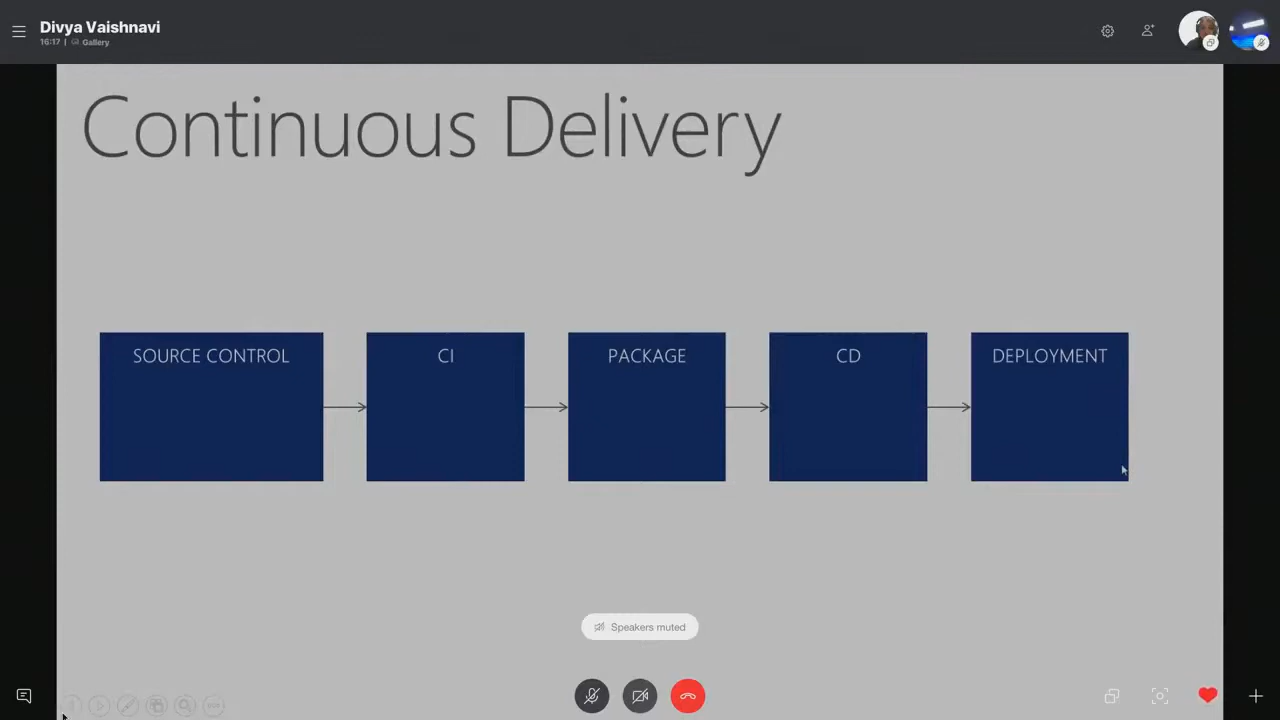 Divya Vaishnavi
16:17 | Gallery
Continuous Delivery
SOURCE CONTROL
CI
PACKAGE
CD
DEPLOYMENT
Speakers muted